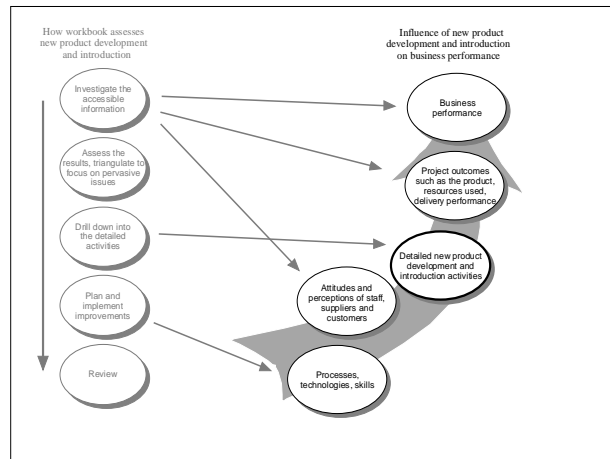 How workbook assesses
new product development
and introduction
Investigate the
accessible
information
Assess the
results, triangulate to
focus on pervasive
issues
Drill down into
the detailed
activities
Plan and
implement
improvements
Review
Influence of new product
development and introduction
on business performance
Business
performance
Project outcomes
such as the product,
resources used,
delivery performance
Detailed new product
development and
introduction activities
Attitudes and
perceptions of staff,
suppliers and
customers
Processes,
technologies, skills